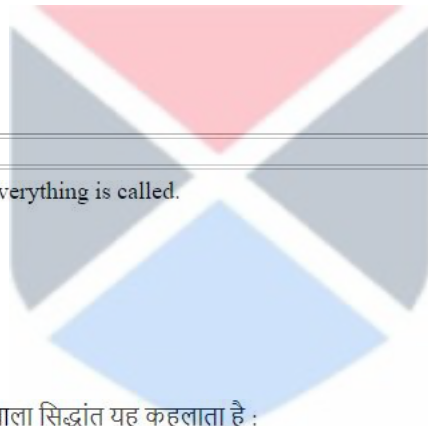 verything is called.
ाला सिद्धांत यह कहलाता है :